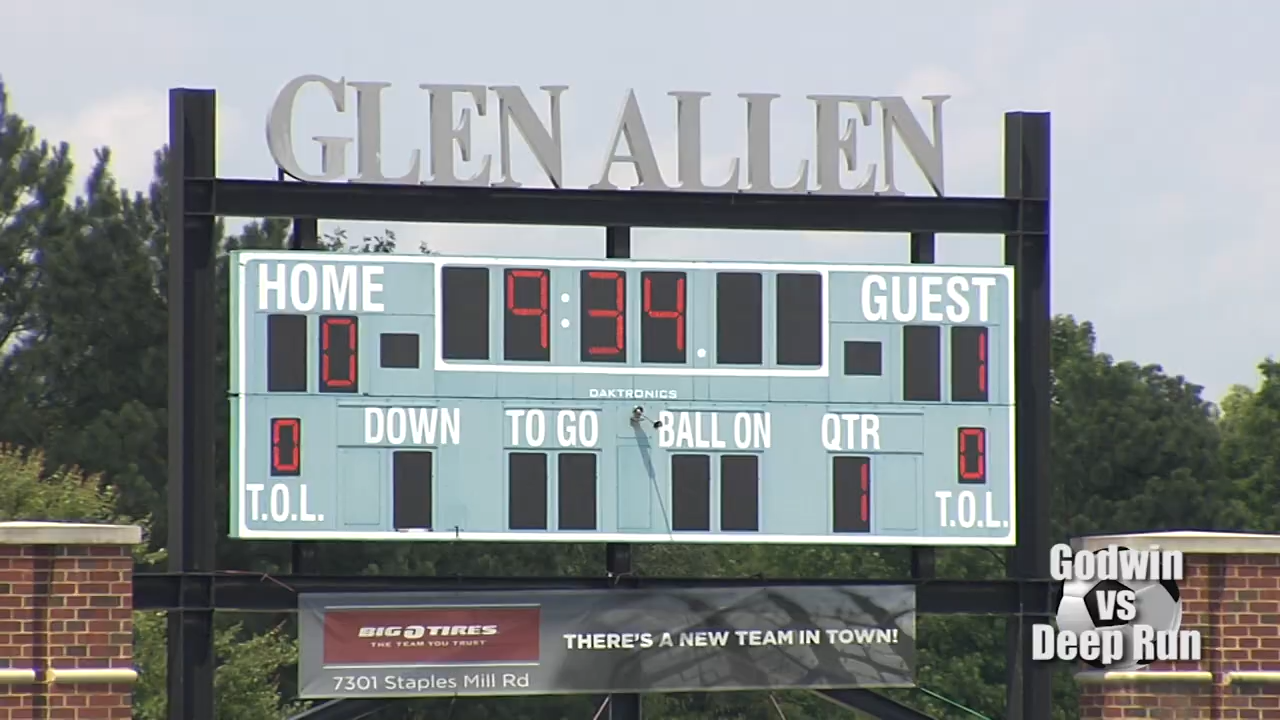 GLEN ALLEN
HOME 9:34. GUEST
0 1
DAKTRONICS
0 DOWN TO GO BALL ON QTR 0
T.O.L. 1 T.O.L.
BIG O TIRES
THE TEAM YOU TRUST
THERE'S A NEW TEAM IN TOWN!
7301 Staples Mill Rd
Godwin
vs
Deep Run